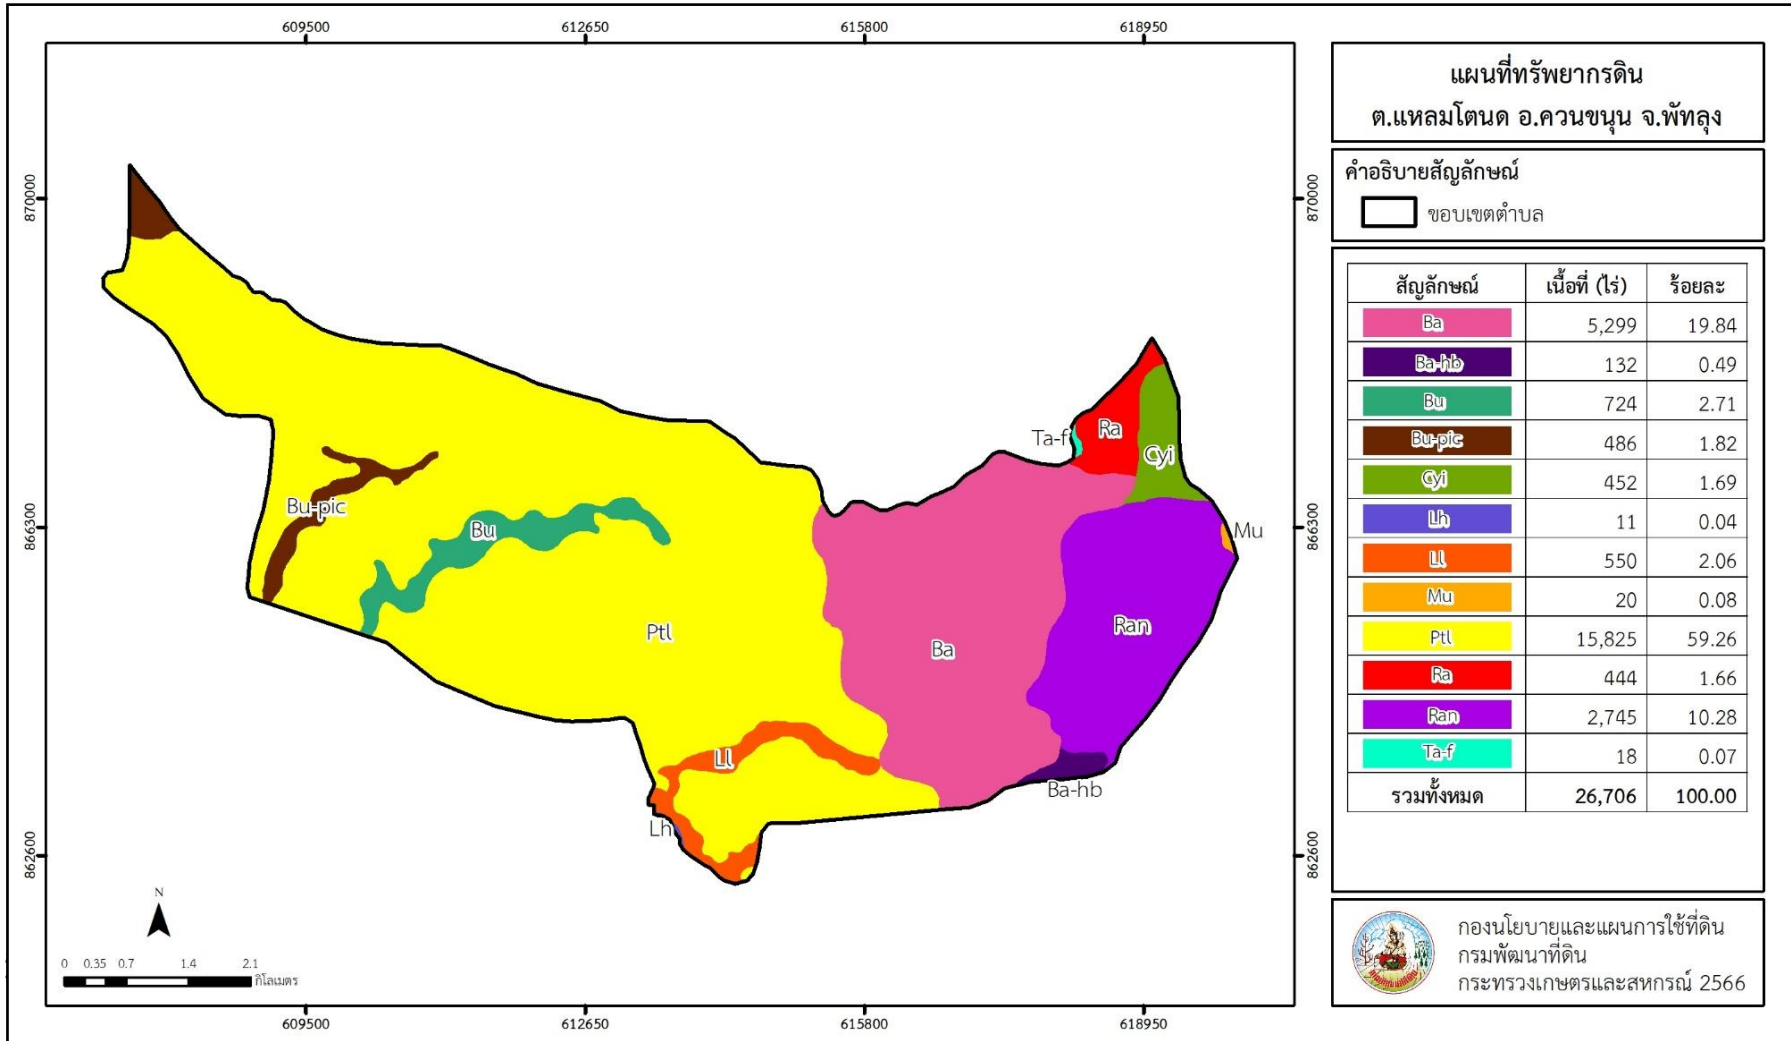 609500 612650 615800 618950
870000 870000
866300 866300
862600 862600
Ta-f Ra
Cyi
Bu-pic
Bu
Mu
Ptl
Ba
Ran
Ll
Ba-hb
Lh
N
0 0.35 0.7 1.4 2.1
กิโลเมตร
609500 612650 615800 618950
แผนที่ทรัพยากรดิน
ต.แหลมโตนด อ.ควนขนุน จ.พัทลุง
คำอธิบายสัญลักษณ์
ขอบเขตตำบล
สัญลักษณ์ เนื้อที่ (ไร่) ร้อยละ
Ba 5,299 19.84
Ba-hb 132 0.49
Bu 724 2.71
Bu-pic 486 1.82
Cyi 452 1.69
Lh 11 0.04
Ll 550 2.06
Mu 20 0.08
Ptl 15,825 59.26
Ra 444 1.66
Ran 2,745 10.28
Ta-f 18 0.07
รวมทั้งหมด 26,706 100.00
กองนโยบายและแผนการใช้ที่ดิน
กรมพัฒนาที่ดิน
กระทรวงเกษตรและสหกรณ์ 2566